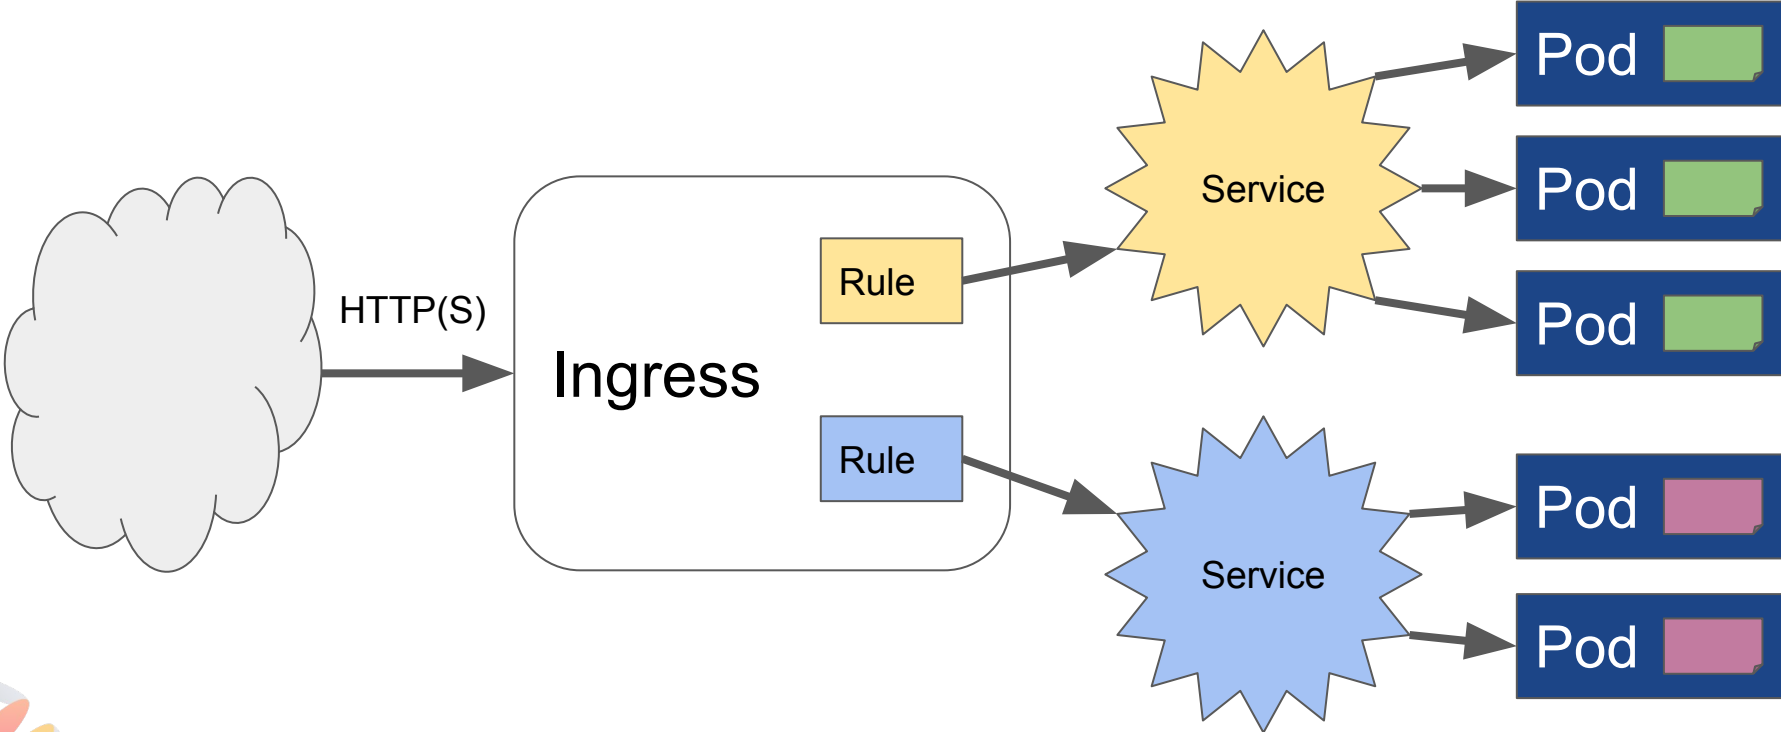 HTTP(S)
Ingress
Rule
Rule
Service
Service
Pod
Pod
Pod
Pod
Pod